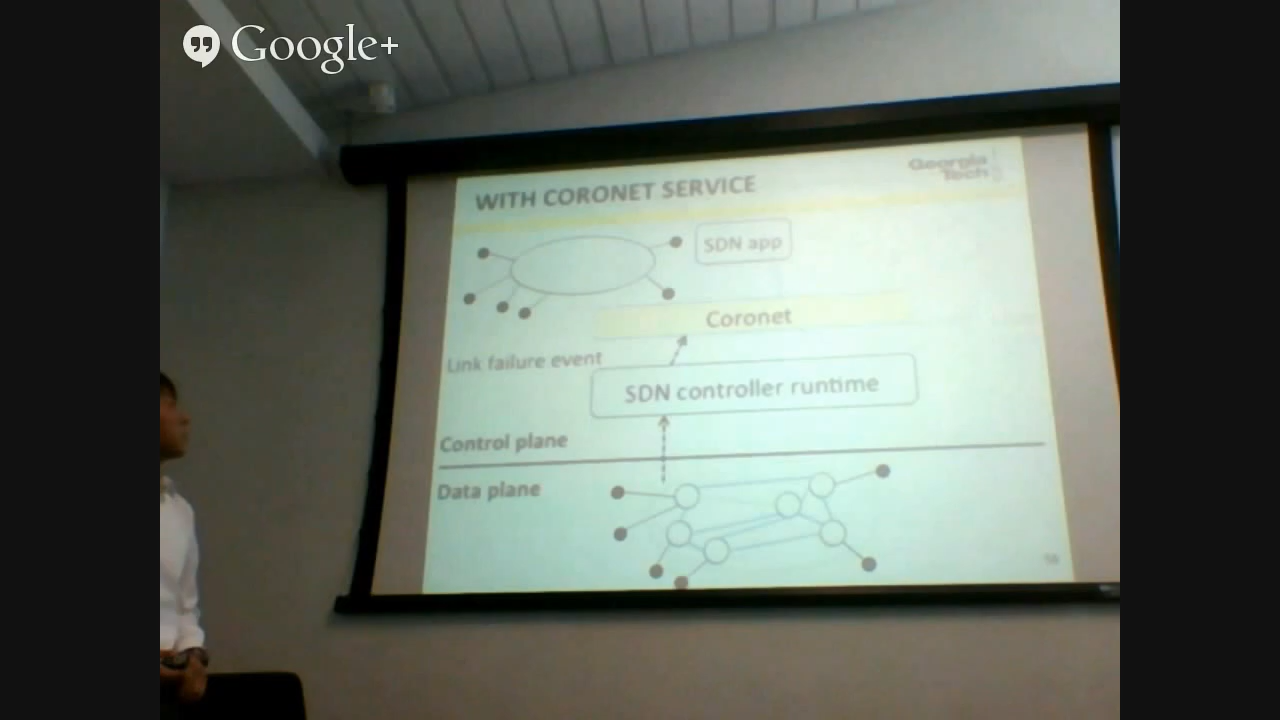 Google+
Georgia
Tech
WITH CORONET SERVICE
SDN app
Coronet
Link failure event
SDN controller runtime
Control plane
Data plane